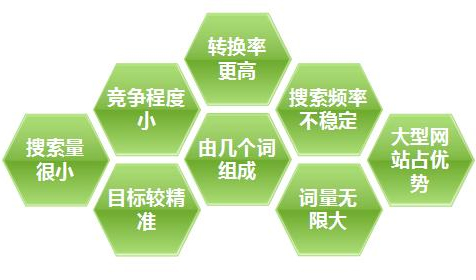 转换率
更高
竞争程度
小
搜索频率
不稳定
搜索量
很小
由几个词
组成
大型网
站占优
势
目标较精
准
词量无
限大